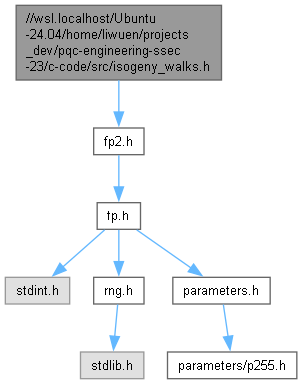 //wsl.localhost/Ubuntu
-24.04/home/liwuen/projects
_dev/pqc-engineering-ssec
-23/c-code/src/isogeny_walks.h
fp2.h
fp.h
stdint.h
rng.h
parameters.h
stdlib.h
parameters/p255.h